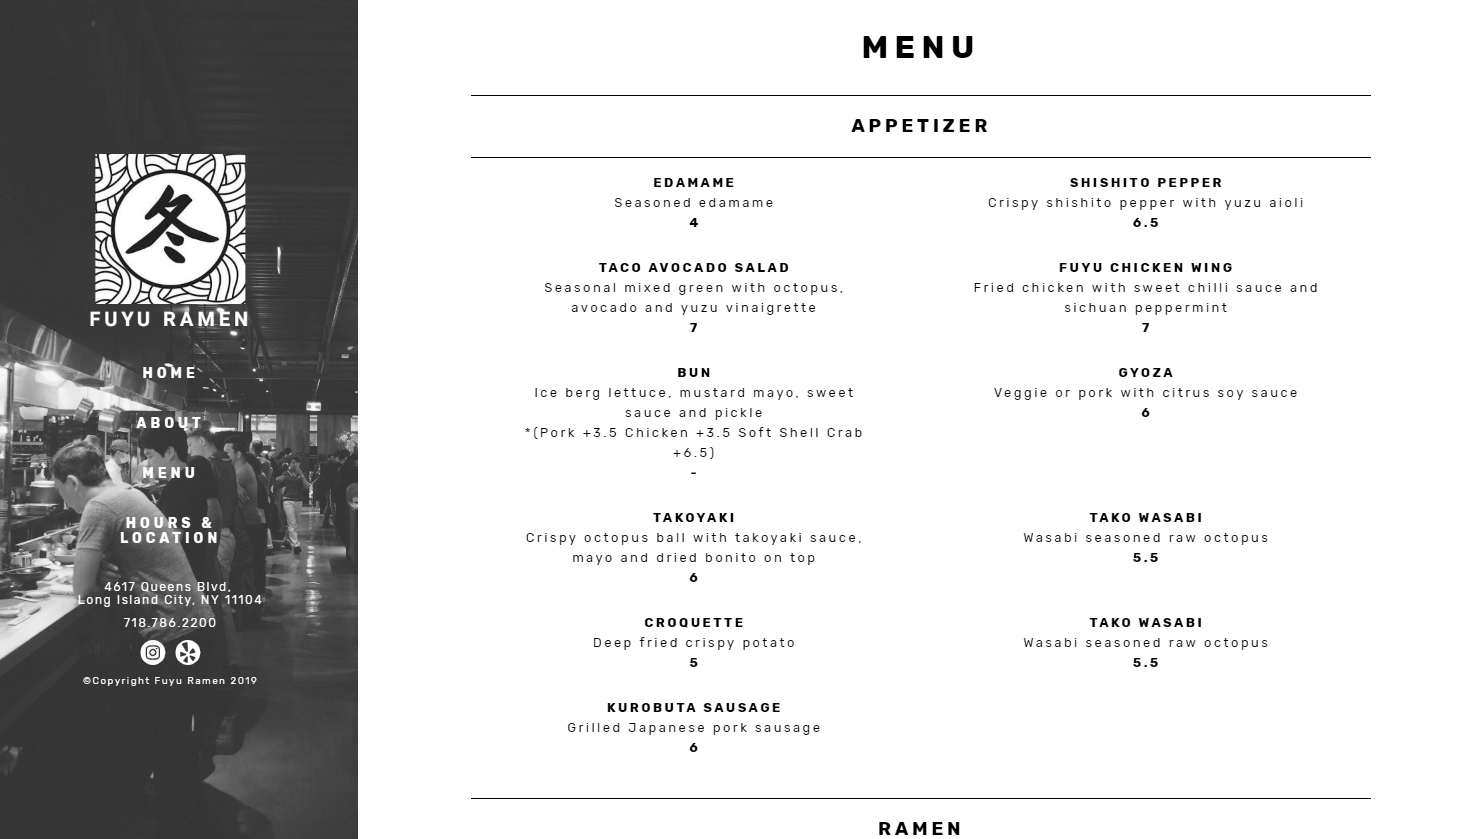 冬
FUYU RAMEN
HOME
ABOUT
MENU
HOURS &
LOCATION
4617 Queens Blvd,
Long Island City, NY 11104
718.786.2200
©Copyright Fuyu Ramen 2019
MENU
APPETIZER
EDAMAME
Seasoned edamame
4
SHISHITO PEPPER
Crispy shishito pepper with yuzu aioli
6.5
TACO AVOCADO SALAD
Seasonal mixed green with octopus,
avocado and yuzu vinaigrette
7
FUYU CHICKEN WING
Fried chicken with sweet chilli sauce and
sichuan peppermint
7
BUN
Ice berg lettuce, mustard mayo, sweet
sauce and pickle
*(Pork +3.5 Chicken +3.5 Soft Shell Crab
+6.5)
-
GYOZA
Veggie or pork with citrus soy sauce
6
TAKOYAKI
Crispy octopus ball with takoyaki sauce,
mayo and dried bonito on top
6
TAKO WASABI
Wasabi seasoned raw octopus
5.5
CROQUETTE
Deep fried crispy potato
5
TAKO WASABI
Wasabi seasoned raw octopus
5.5
KUROBUTA SAUSAGE
Grilled Japanese pork sausage
6
RAMEN